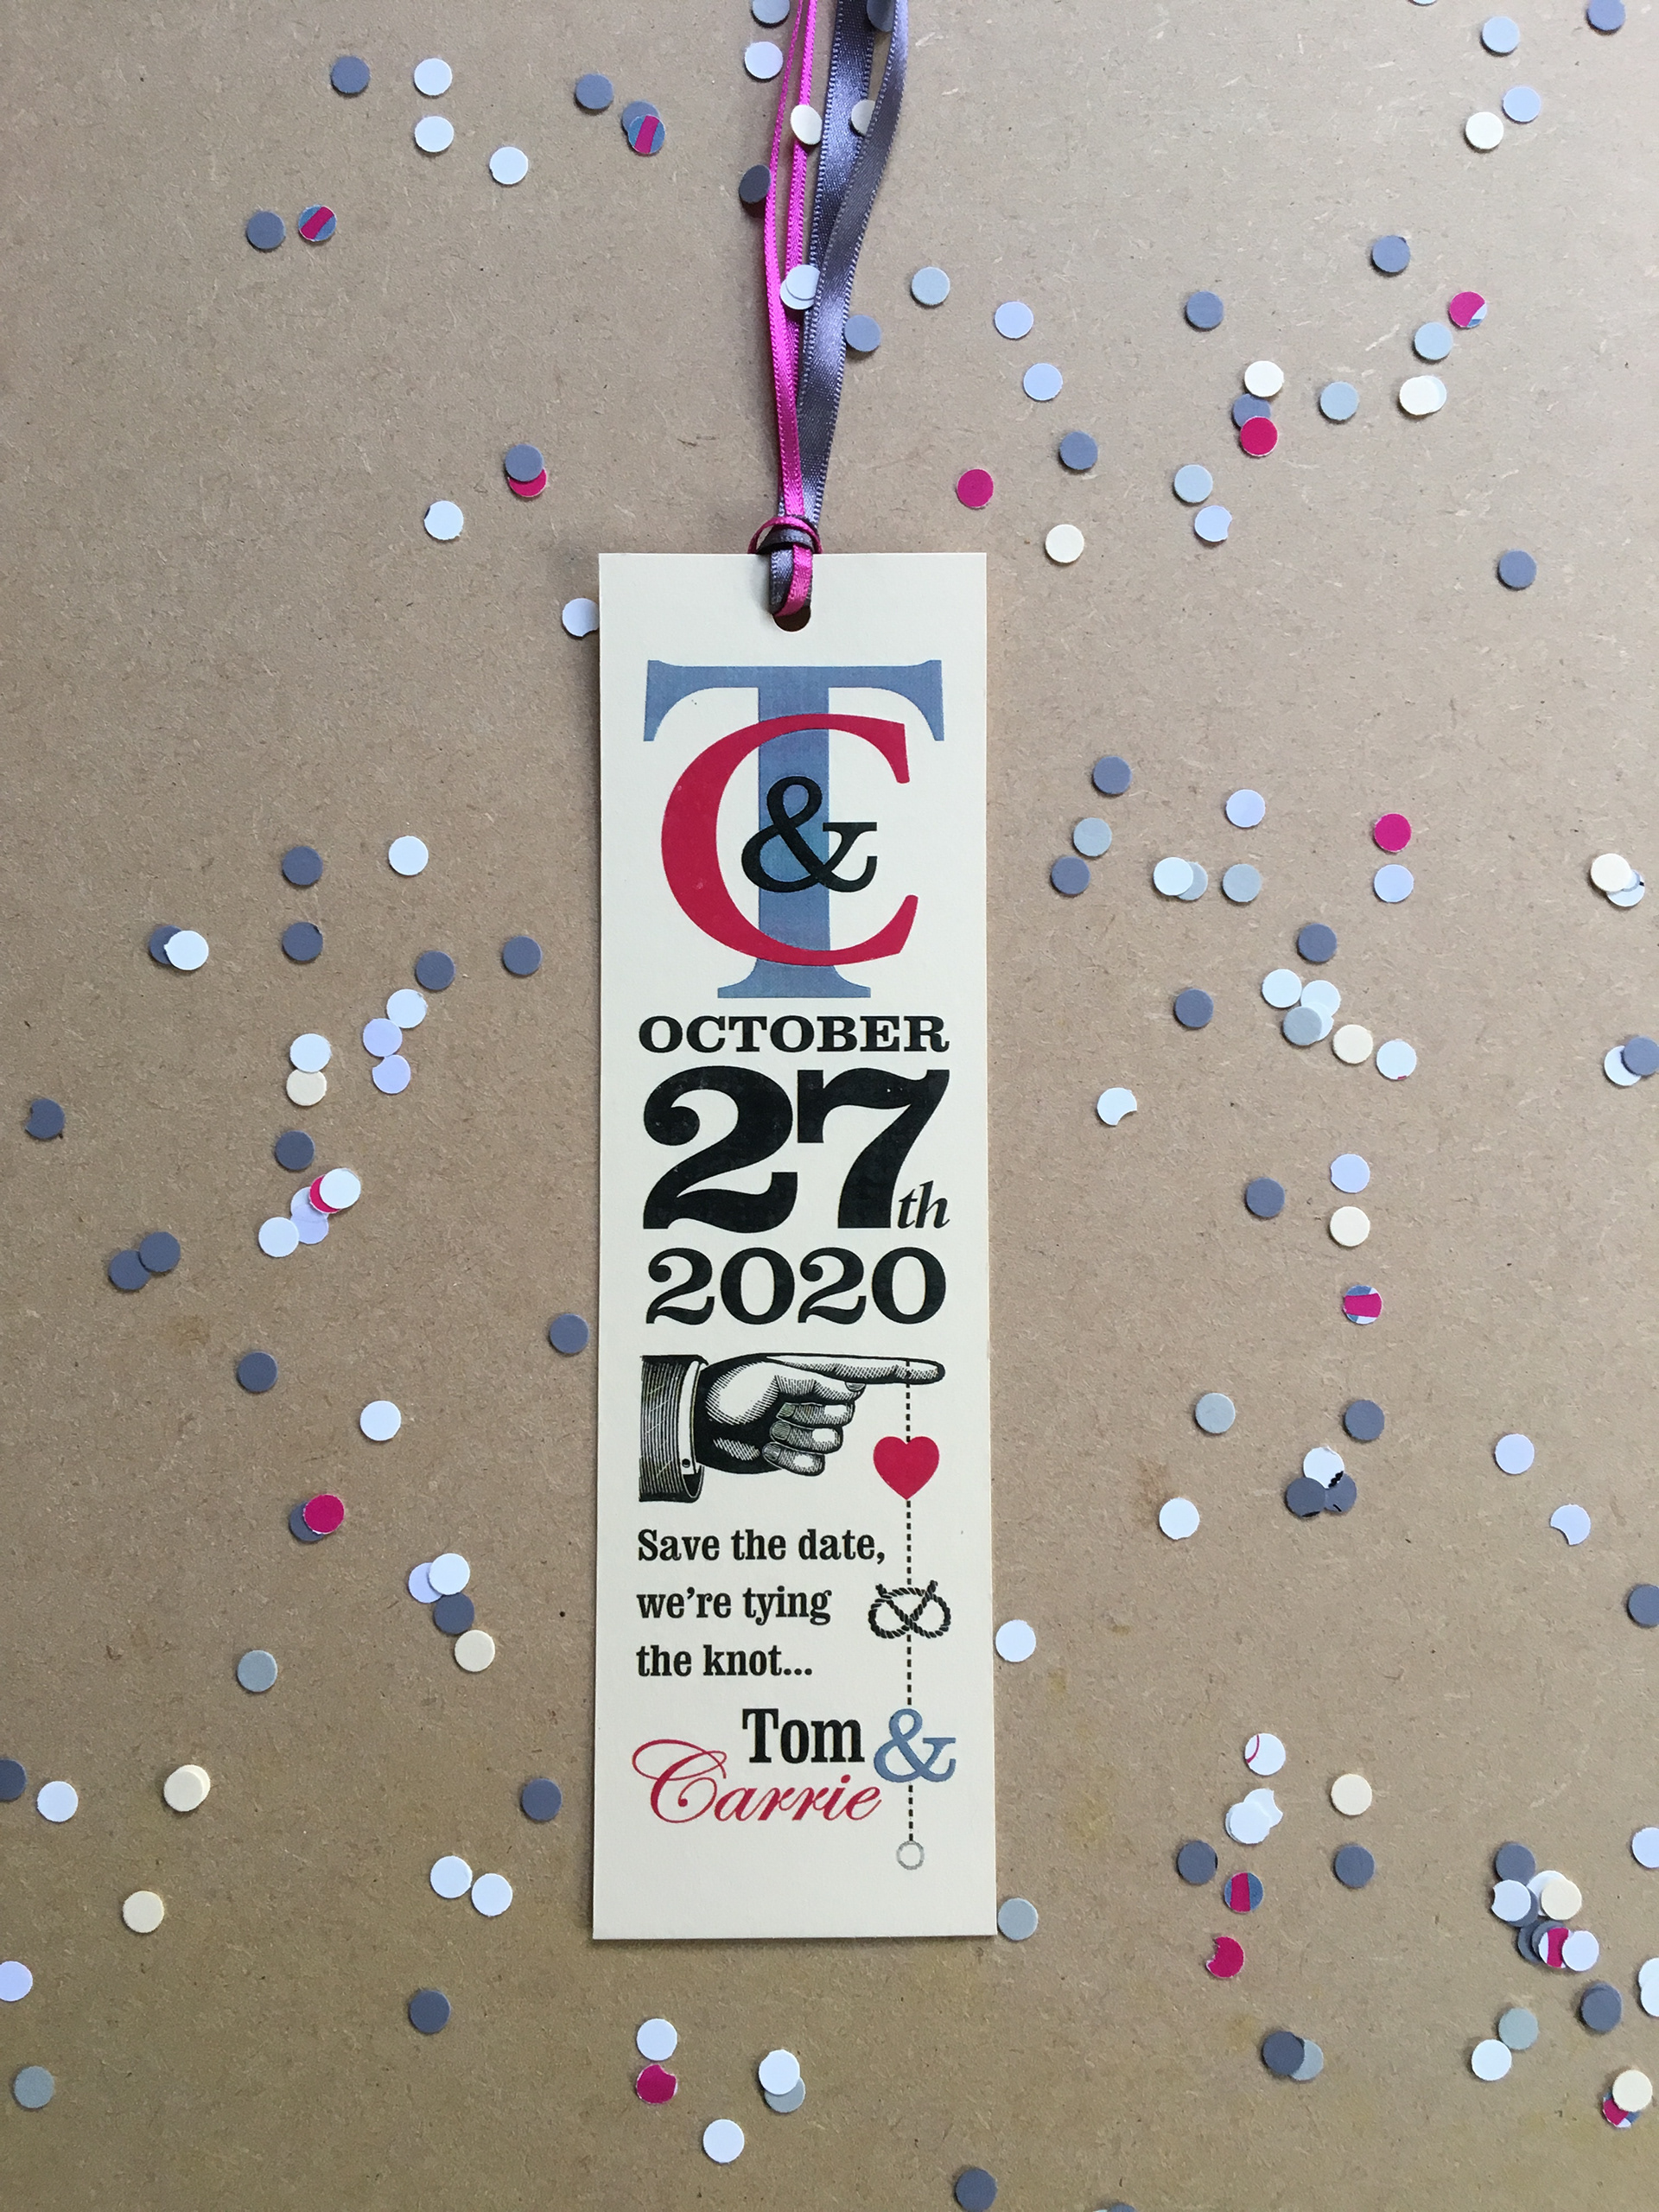 T
& C
OCTOBER
27th
2020
Save the date,
we're tying
the knot...
Tom &
Carrie